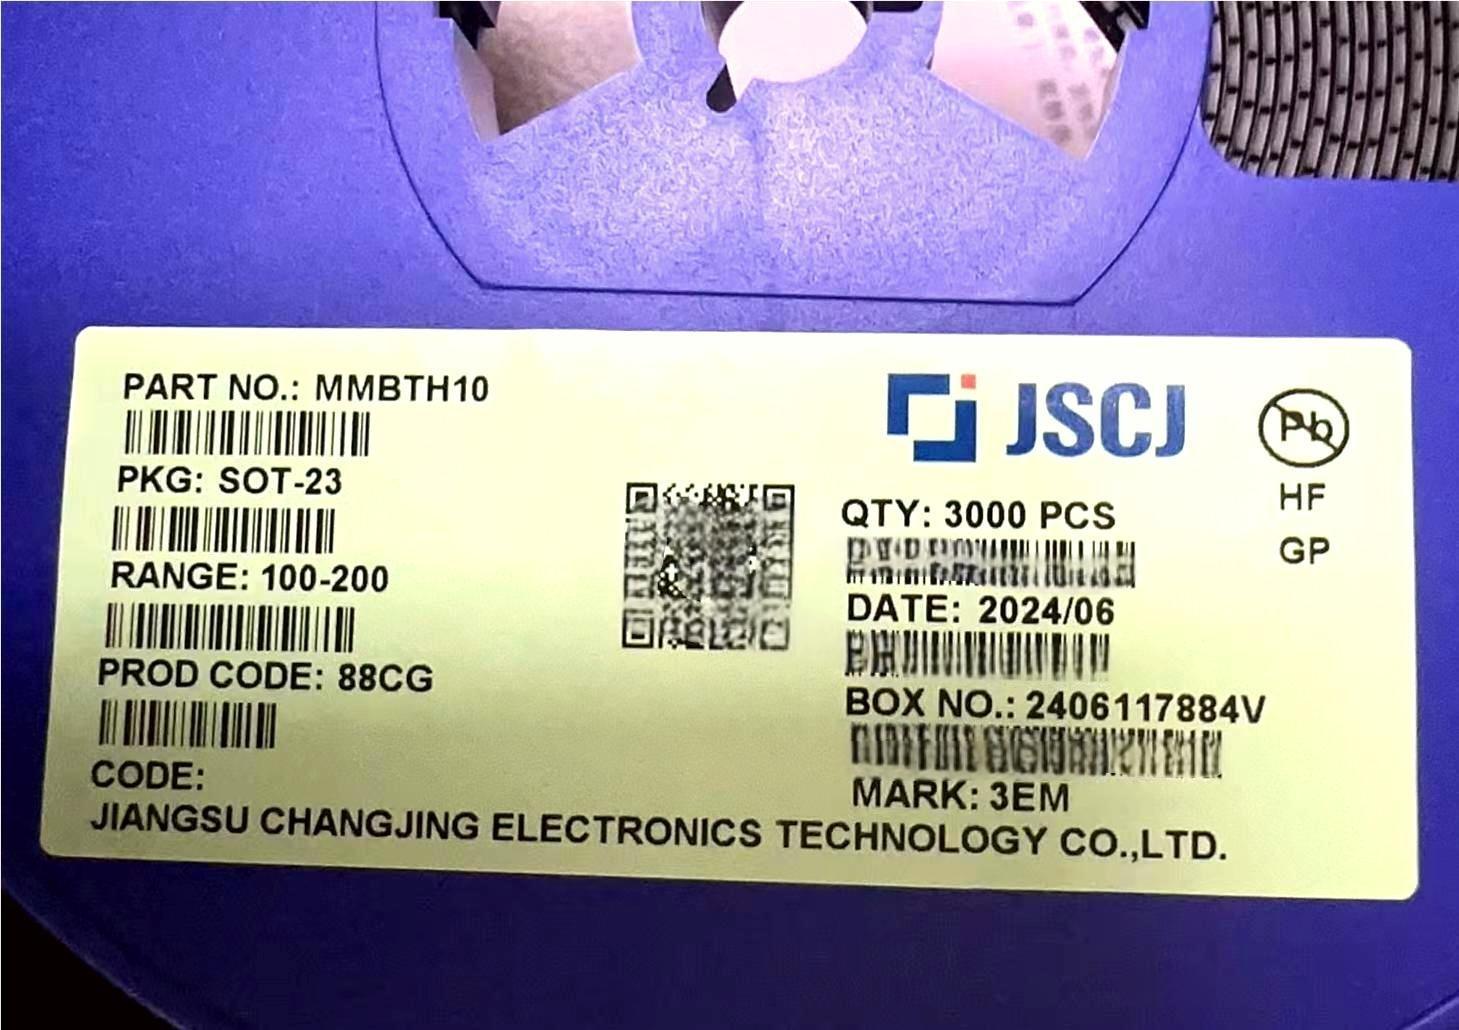 PART NO.: MMBTH10
PKG: SOT-23
RANGE: 100-200
PROD CODE: 88CG
CODE:
JSCJ
Pb
HF
GP
QTY: 3000 PCS
DATE: 2024/06
BOX NO.: 2406117884V
MARK: 3EM
JIANGSU CHANGJING ELECTRONICS TECHNOLOGY CO.,LTD.